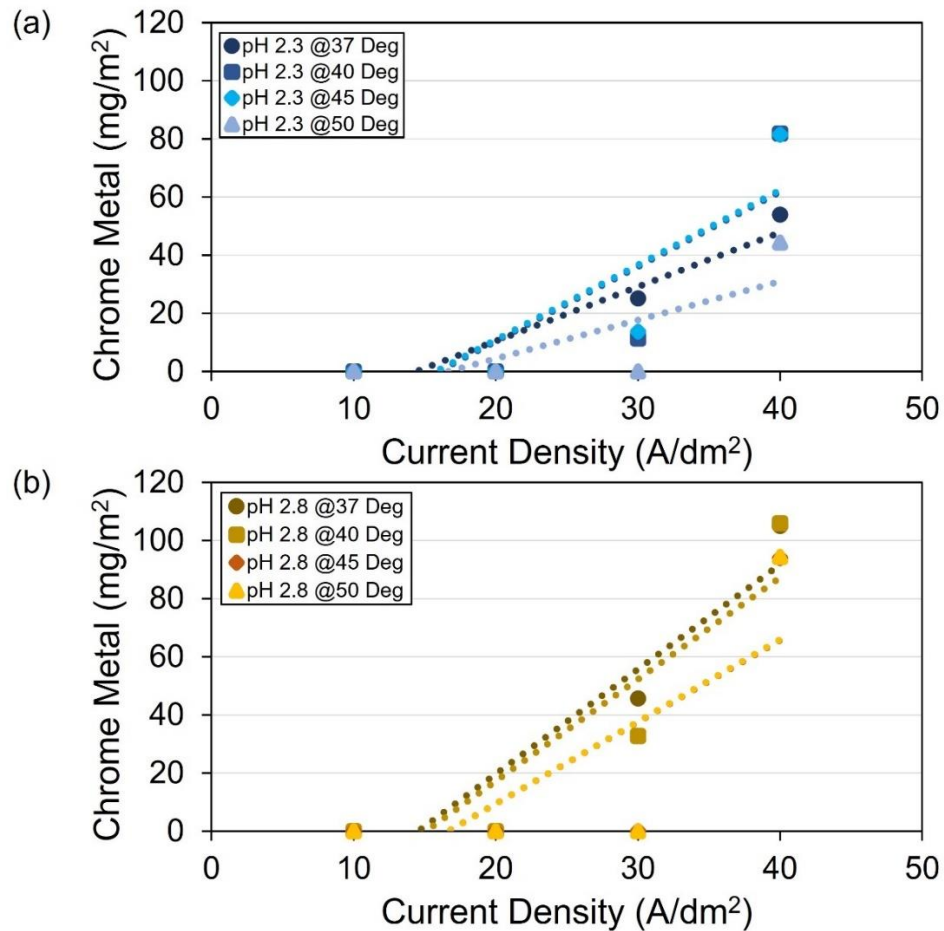 (a)
120
100
80
60
40
20
0
Chrome Metal (mg/m²)
pH 2.3 @37 Deg
pH 2.3 @40 Deg
pH 2.3 @45 Deg
pH 2.3 @50 Deg
0 10 20 30 40 50
Current Density (A/dm²)
(b)
120
100
80
60
40
20
0
Chrome Metal (mg/m²)
pH 2.8 @37 Deg
pH 2.8 @40 Deg
pH 2.8 @45 Deg
pH 2.8 @50 Deg
0 10 20 30 40 50
Current Density (A/dm²)